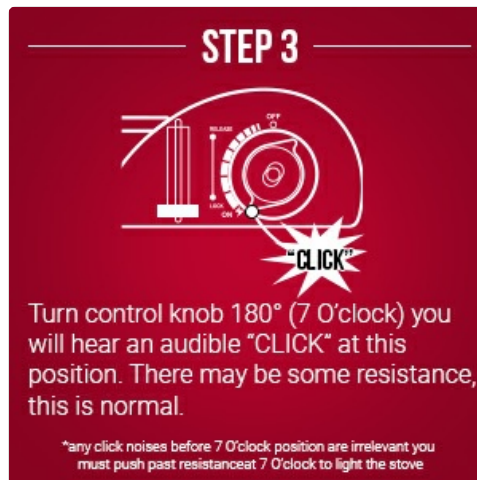 STEP 3
OFF
RELEASE
LOCK
ON
"CLICK"
Turn control knob 180° (7 O'clock) you
will hear an audible "CLICK" at this
position. There may be some resistance,
this is normal.
*any click noises before 7 O'clock position are irrelevant you
must push past resistanceat 7 O'clock to light the stove